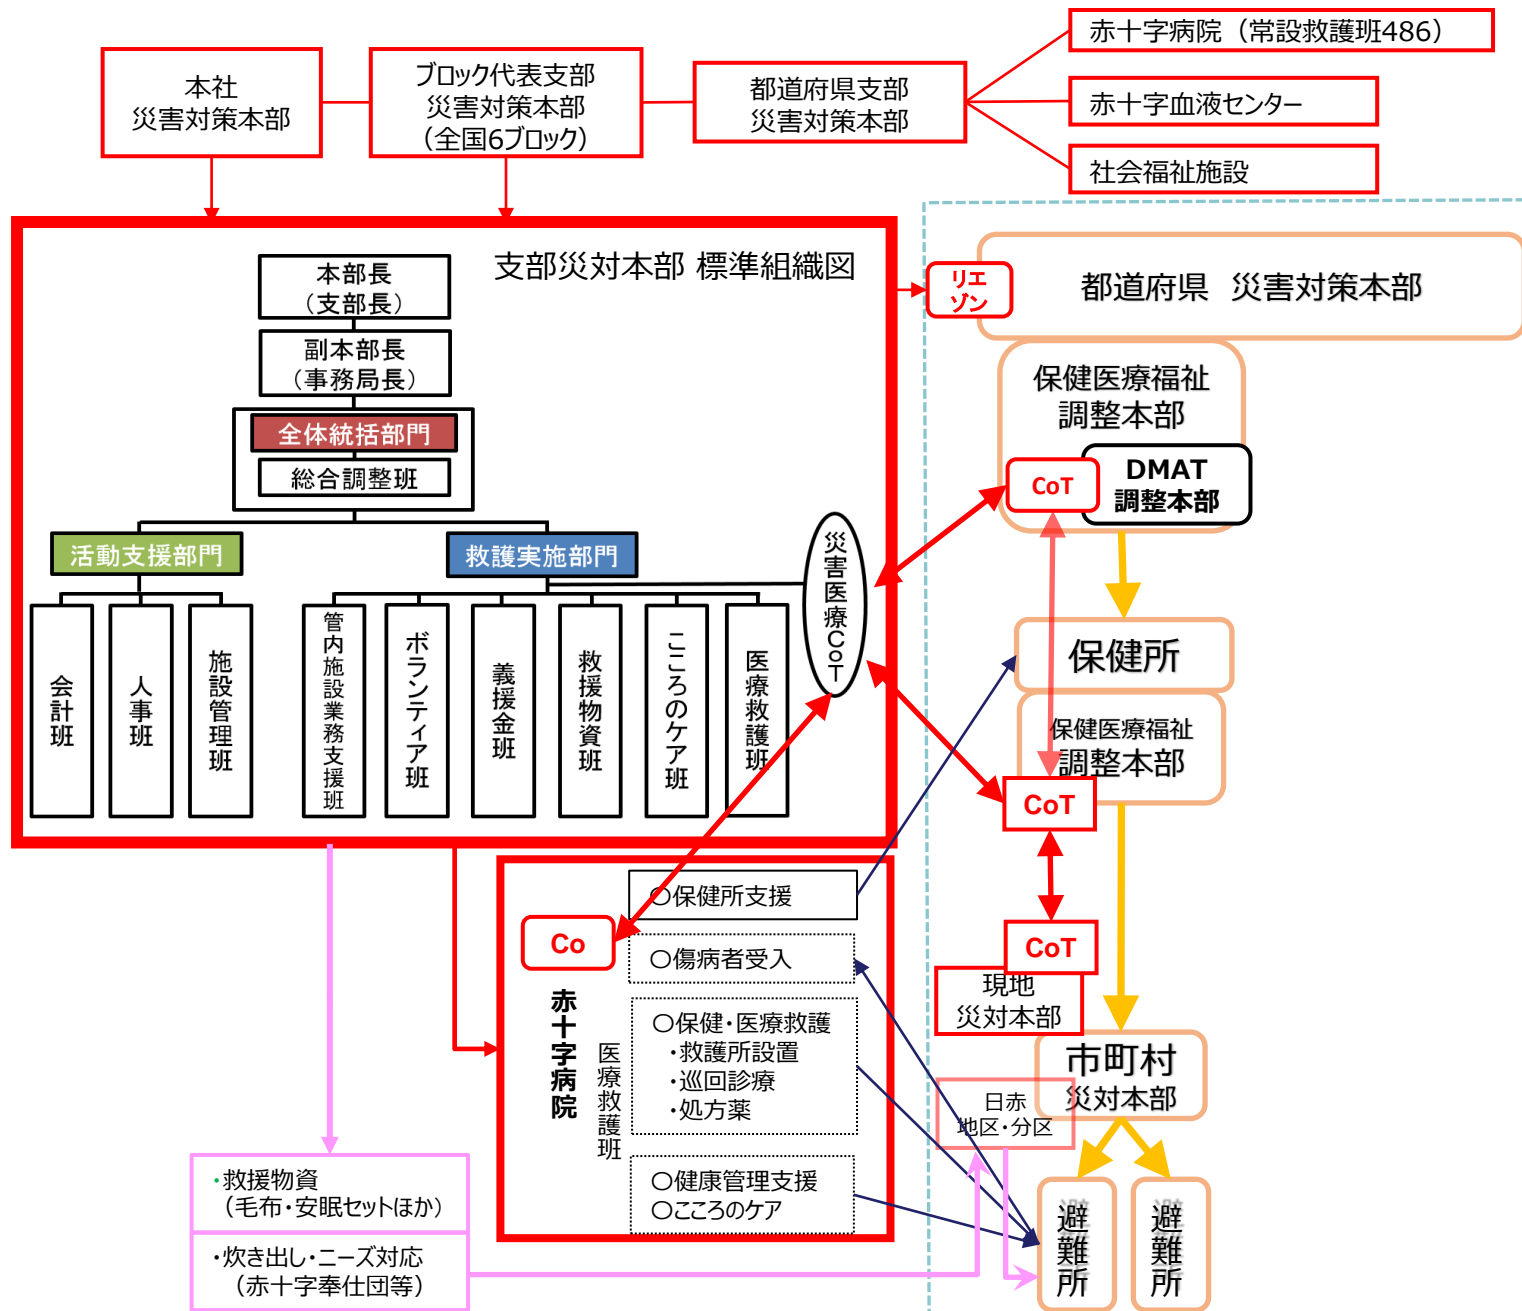 本社
災害対策本部
ブロック代表支部
災害対策本部
（全国6ブロック）
都道府県支部
災害対策本部
赤十字病院（常設救護班486）
赤十字血液センター
社会福祉施設
支部災対本部 標準組織図
本部長
（支部長）
副本部長
（事務局長）
全体統括部門
総合調整班
活動支援部門
救護実施部門
会計班
人事班
施設管理班
管内施設業務支援班
ボランティア班
義援金班
救援物資班
こころのケア班
医療救護班
災害医療CoT
リエ
ゾン
都道府県　災害対策本部
保健医療福祉
調整本部
CoT
DMAT
調整本部
保健所
保健医療福祉
調整本部
CoT
CoT
現地
災対本部
市町村
災対本部
日赤
地区・分区
避難所
避難所
Co
赤十字病院
医療救護班
〇保健所支援
〇傷病者受入
〇保健・医療救護
・救護所設置
・巡回診療
・処方薬
〇健康管理支援
〇こころのケア
・救援物資
（毛布・安眠セットほか）
・炊き出し・ニーズ対応
（赤十字奉仕団等）